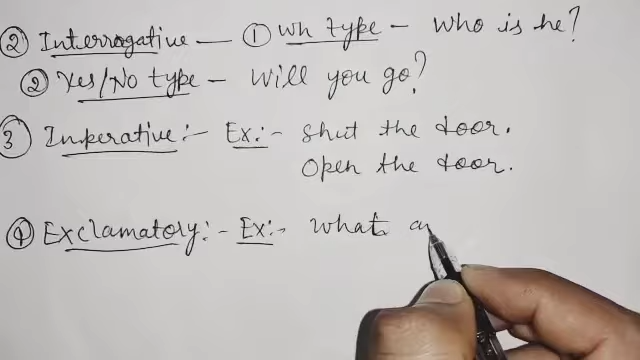 ② Interrogative — ① Wh type - Who is he?
② Yes/No type - Will you go?
③ Imperative :- Ex:- Shut the door.
Open the door.
④ Exclamatory :- Ex:- What a